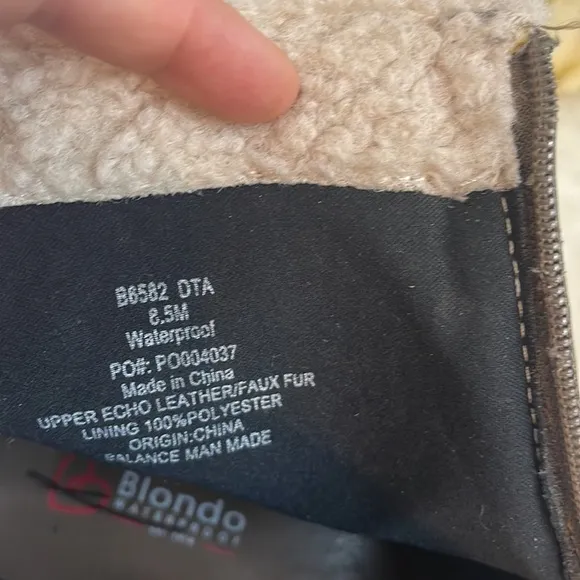 B6582 DTA
8.5M
Waterproof
PO#: PO004037
Made in China
UPPER ECHO LEATHER/FAUX FUR
LINING 100%POLYESTER
ORIGIN:CHINA
BALANCE MAN MADE
Blondo
WATERPROOF